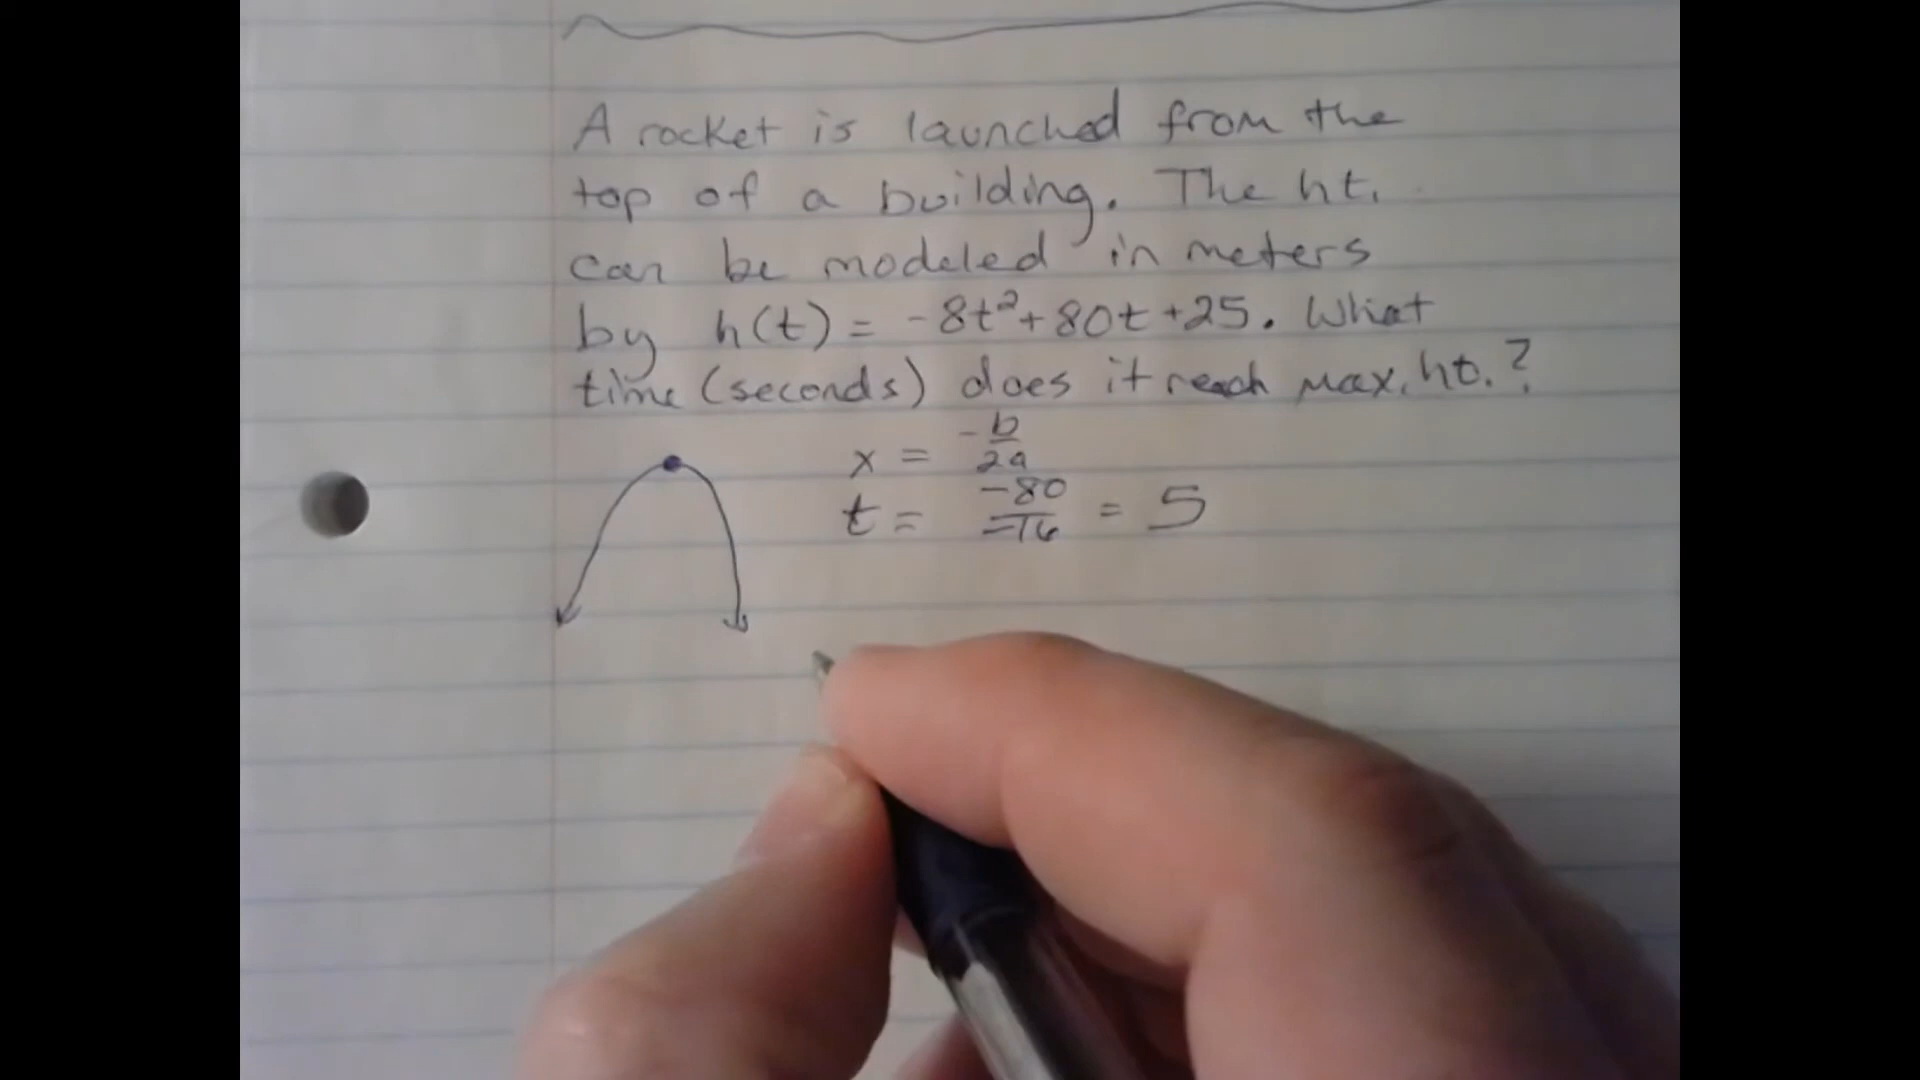 A rocket is launched from the
top of a building. The ht.
can be modeled in meters
by h(t) = -8t²+80t+25. What
time (seconds) does it reach max. ht.?
x = -b/2a
t = -80/-16 = 5